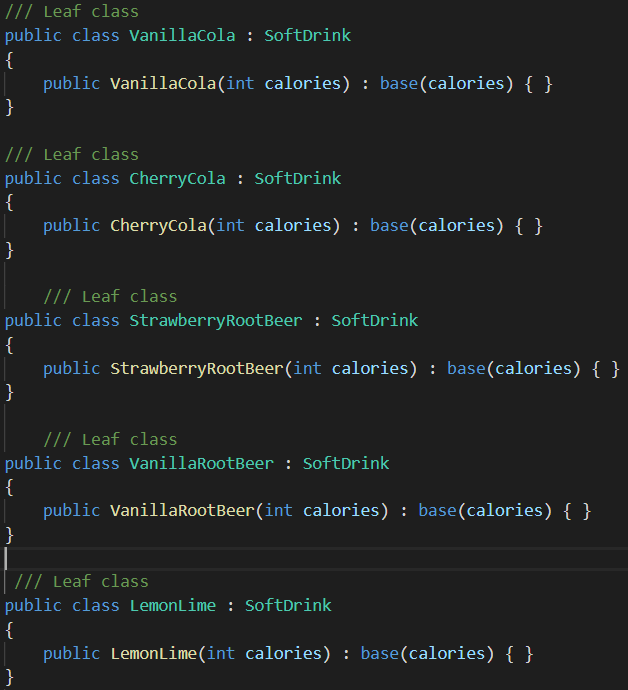 /// Leaf class
public class VanillaCola : SoftDrink
{
    public VanillaCola(int calories) : base(calories) { }
}

/// Leaf class
public class CherryCola : SoftDrink
{
    public CherryCola(int calories) : base(calories) { }
}

    /// Leaf class
public class StrawberryRootBeer : SoftDrink
{
    public StrawberryRootBeer(int calories) : base(calories) { }
}

    /// Leaf class
public class VanillaRootBeer : SoftDrink
{
    public VanillaRootBeer(int calories) : base(calories) { }
}

 /// Leaf class
public class LemonLime : SoftDrink
{
    public LemonLime(int calories) : base(calories) { }
}